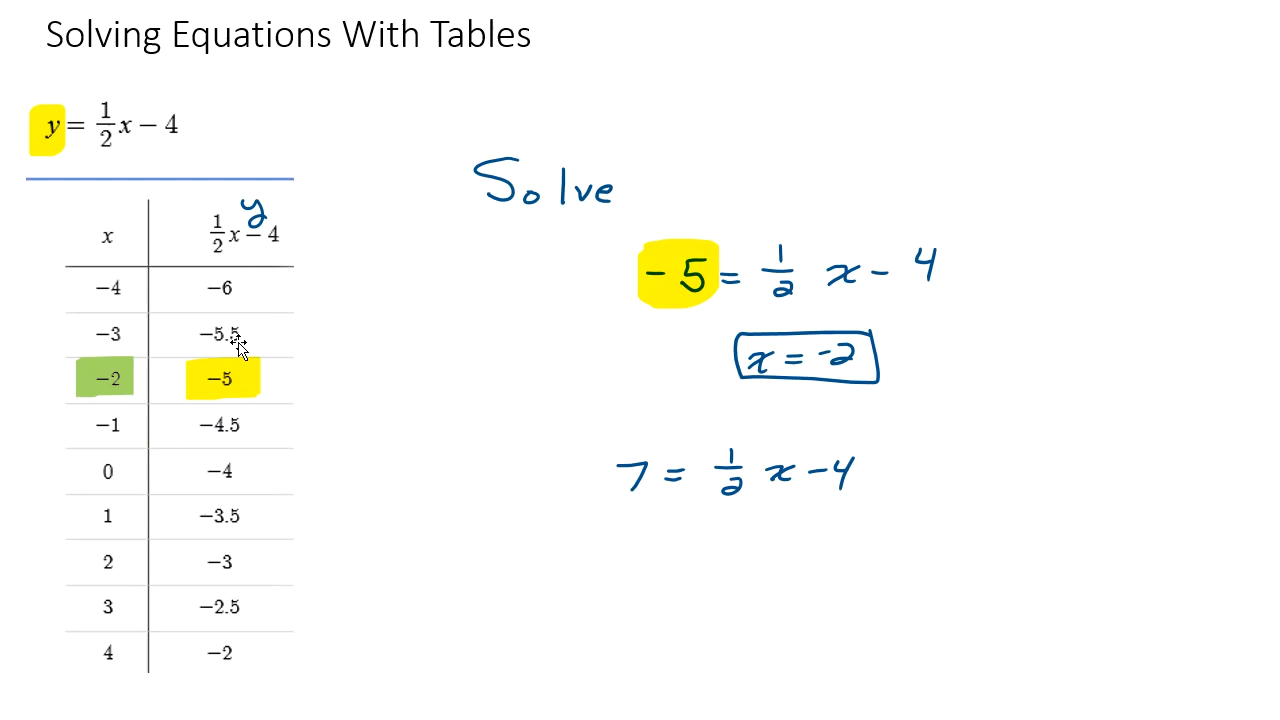 Solving Equations With Tables
y = 1/2 x − 4
y
x 1/2 x − 4
−4 −6
−3 −5.5
−2 −5
−1 −4.5
0 −4
1 −3.5
2 −3
3 −2.5
4 −2
Solve
-5 = 1/2 x - 4
x = -2
7 = 1/2 x - 4